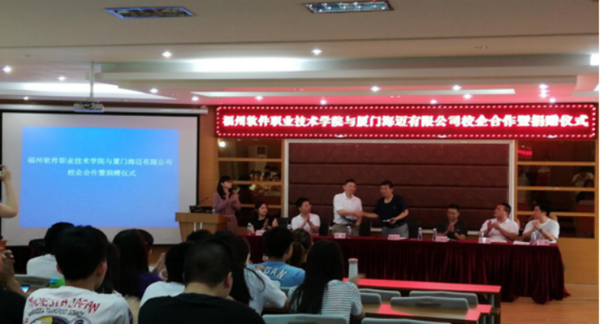 福州软件职业技术学院与厦门海迈有限公司校企合作暨捐赠仪式
福州软件职业技术学院与厦门海迈有限公司
校企合作暨捐赠仪式